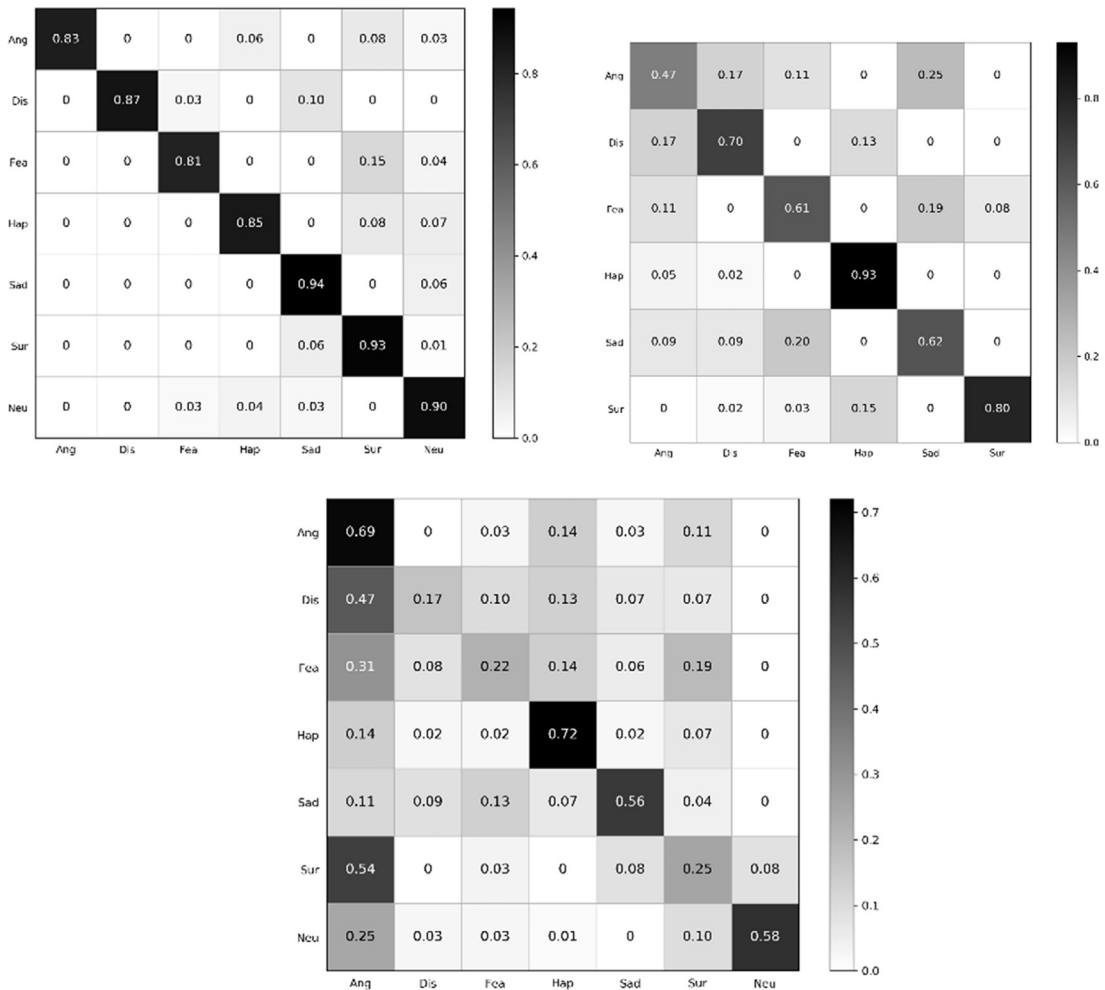 Ang 0.83 0 0 0.06 0 0.08 0.03
Dis 0 0.87 0.03 0 0.10 0 0
Fea 0 0 0.81 0 0 0.15 0.04
Hap 0 0 0 0.85 0 0.08 0.07
Sad 0 0 0 0 0.94 0 0.06
Sur 0 0 0 0 0.06 0.93 0.01
Neu 0 0 0.03 0.04 0.03 0 0.90
Ang Dis Fea Hap Sad Sur Neu
0.8
0.6
0.4
0.2
0.0
Ang 0.47 0.17 0.11 0 0.25 0
Dis 0.17 0.70 0 0.13 0 0
Fea 0.11 0 0.61 0 0.19 0.08
Hap 0.05 0.02 0 0.93 0 0
Sad 0.09 0.09 0.20 0 0.62 0
Sur 0 0.02 0.03 0.15 0 0.80
Ang Dis Fea Hap Sad Sur
0.8
0.6
0.4
0.2
0.0
Ang 0.69 0 0.03 0.14 0.03 0.11 0
Dis 0.47 0.17 0.10 0.13 0.07 0.07 0
Fea 0.31 0.08 0.22 0.14 0.06 0.19 0
Hap 0.14 0.02 0.02 0.72 0.02 0.07 0
Sad 0.11 0.09 0.13 0.07 0.56 0.04 0
Sur 0.54 0 0.03 0 0.08 0.25 0.08
Neu 0.25 0.03 0.03 0.01 0 0.10 0.58
Ang Dis Fea Hap Sad Sur Neu
0.7
0.6
0.5
0.4
0.3
0.2
0.1
0.0